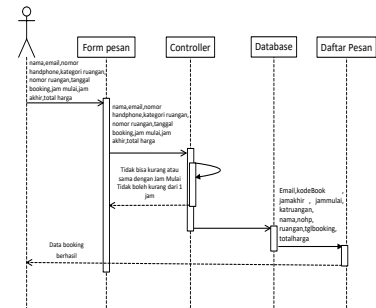 Form pesan
Controller
Database
Daftar Pesan
nama,email,nomor
handphone,kategori ruangan,
nomor ruangan,tanggal
booking,jam mulai,jam
akhir,total harga
nama,email,nomor
handphone,kategori ruangan,
nomor ruangan,tanggal
booking,jam mulai,jam
akhir,total harga
Tidak bisa kurang atau
sama dengan Jam Mulai
Tidak boleh kurang dari 1
jam
Email,kodeBook ,
jamakhir , jammulai,
katruangan,
nama,nohp,
ruangan,tglbooking,
totalharga
Data booking
berhasil